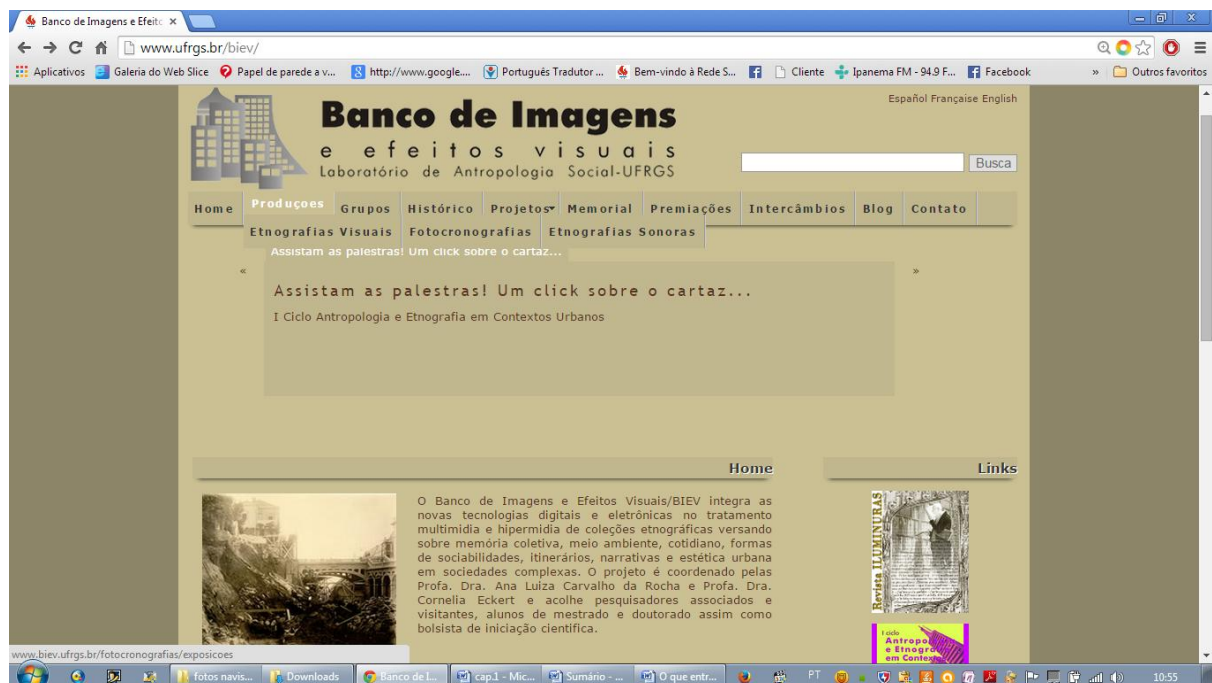 Banco de Imagens e Efeitc
www.ufrgs.br/biev/
Aplicativos Galeria do Web Slice Papel de parede a v... http://www.google.... Português Tradutor ... Bem-vindo à Rede S... Cliente Ipanema FM - 94.9 F... Facebook » Outros favoritos
Español Française English
Banco de Imagens
e efeitos visuais
Laboratório de Antropologia Social-UFRGS
Busca
Home Produçoes Grupos Histórico Projetos Memorial Premiações Intercâmbios Blog Contato
Etnografias Visuais Fotocronografias Etnografias Sonoras
Assistam as palestras! Um click sobre o cartaz...
« »
Assistam as palestras! Um click sobre o cartaz...
I Ciclo Antropologia e Etnografia em Contextos Urbanos
Home
O Banco de Imagens e Efeitos Visuais/BIEV integra as
novas tecnologias digitais e eletrônicas no tratamento
multimidia e hipermidia de coleções etnográficas versando
sobre memória coletiva, meio ambiente, cotidiano, formas
de sociabilidades, itinerários, narrativas e estética urbana
em sociedades complexas. O projeto é coordenado pelas
Profa. Dra. Ana Luiza Carvalho da Rocha e Profa. Dra.
Cornelia Eckert e acolhe pesquisadores associados e
visitantes, alunos de mestrado e doutorado assim como
bolsista de iniciação cientifica.
Links
Revista ILUMINURAS
I ciclo
Antropo
e Etnogra
em Contex
www.biev.ufrgs.br/fotocronografias/exposicoes
fotos navis... Downloads Banco de I... cap.1 - Mic... Sumário - ... O que entr... PT 10:55